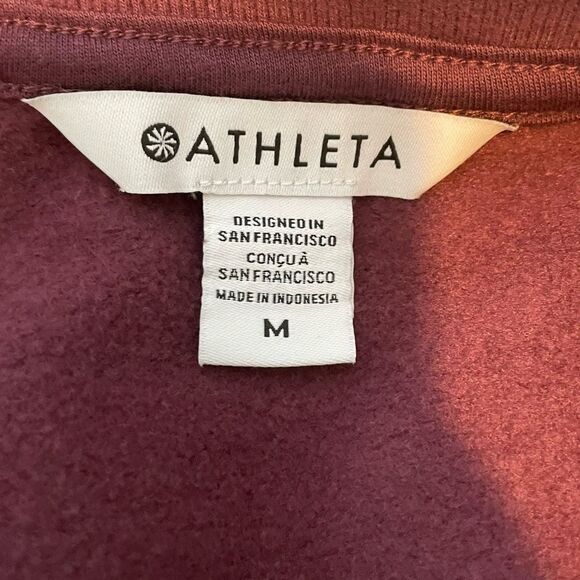 ATHLETA
DESIGNED IN
SAN FRANCISCO
CONÇU À
SAN FRANCISCO
MADE IN INDONESIA
M